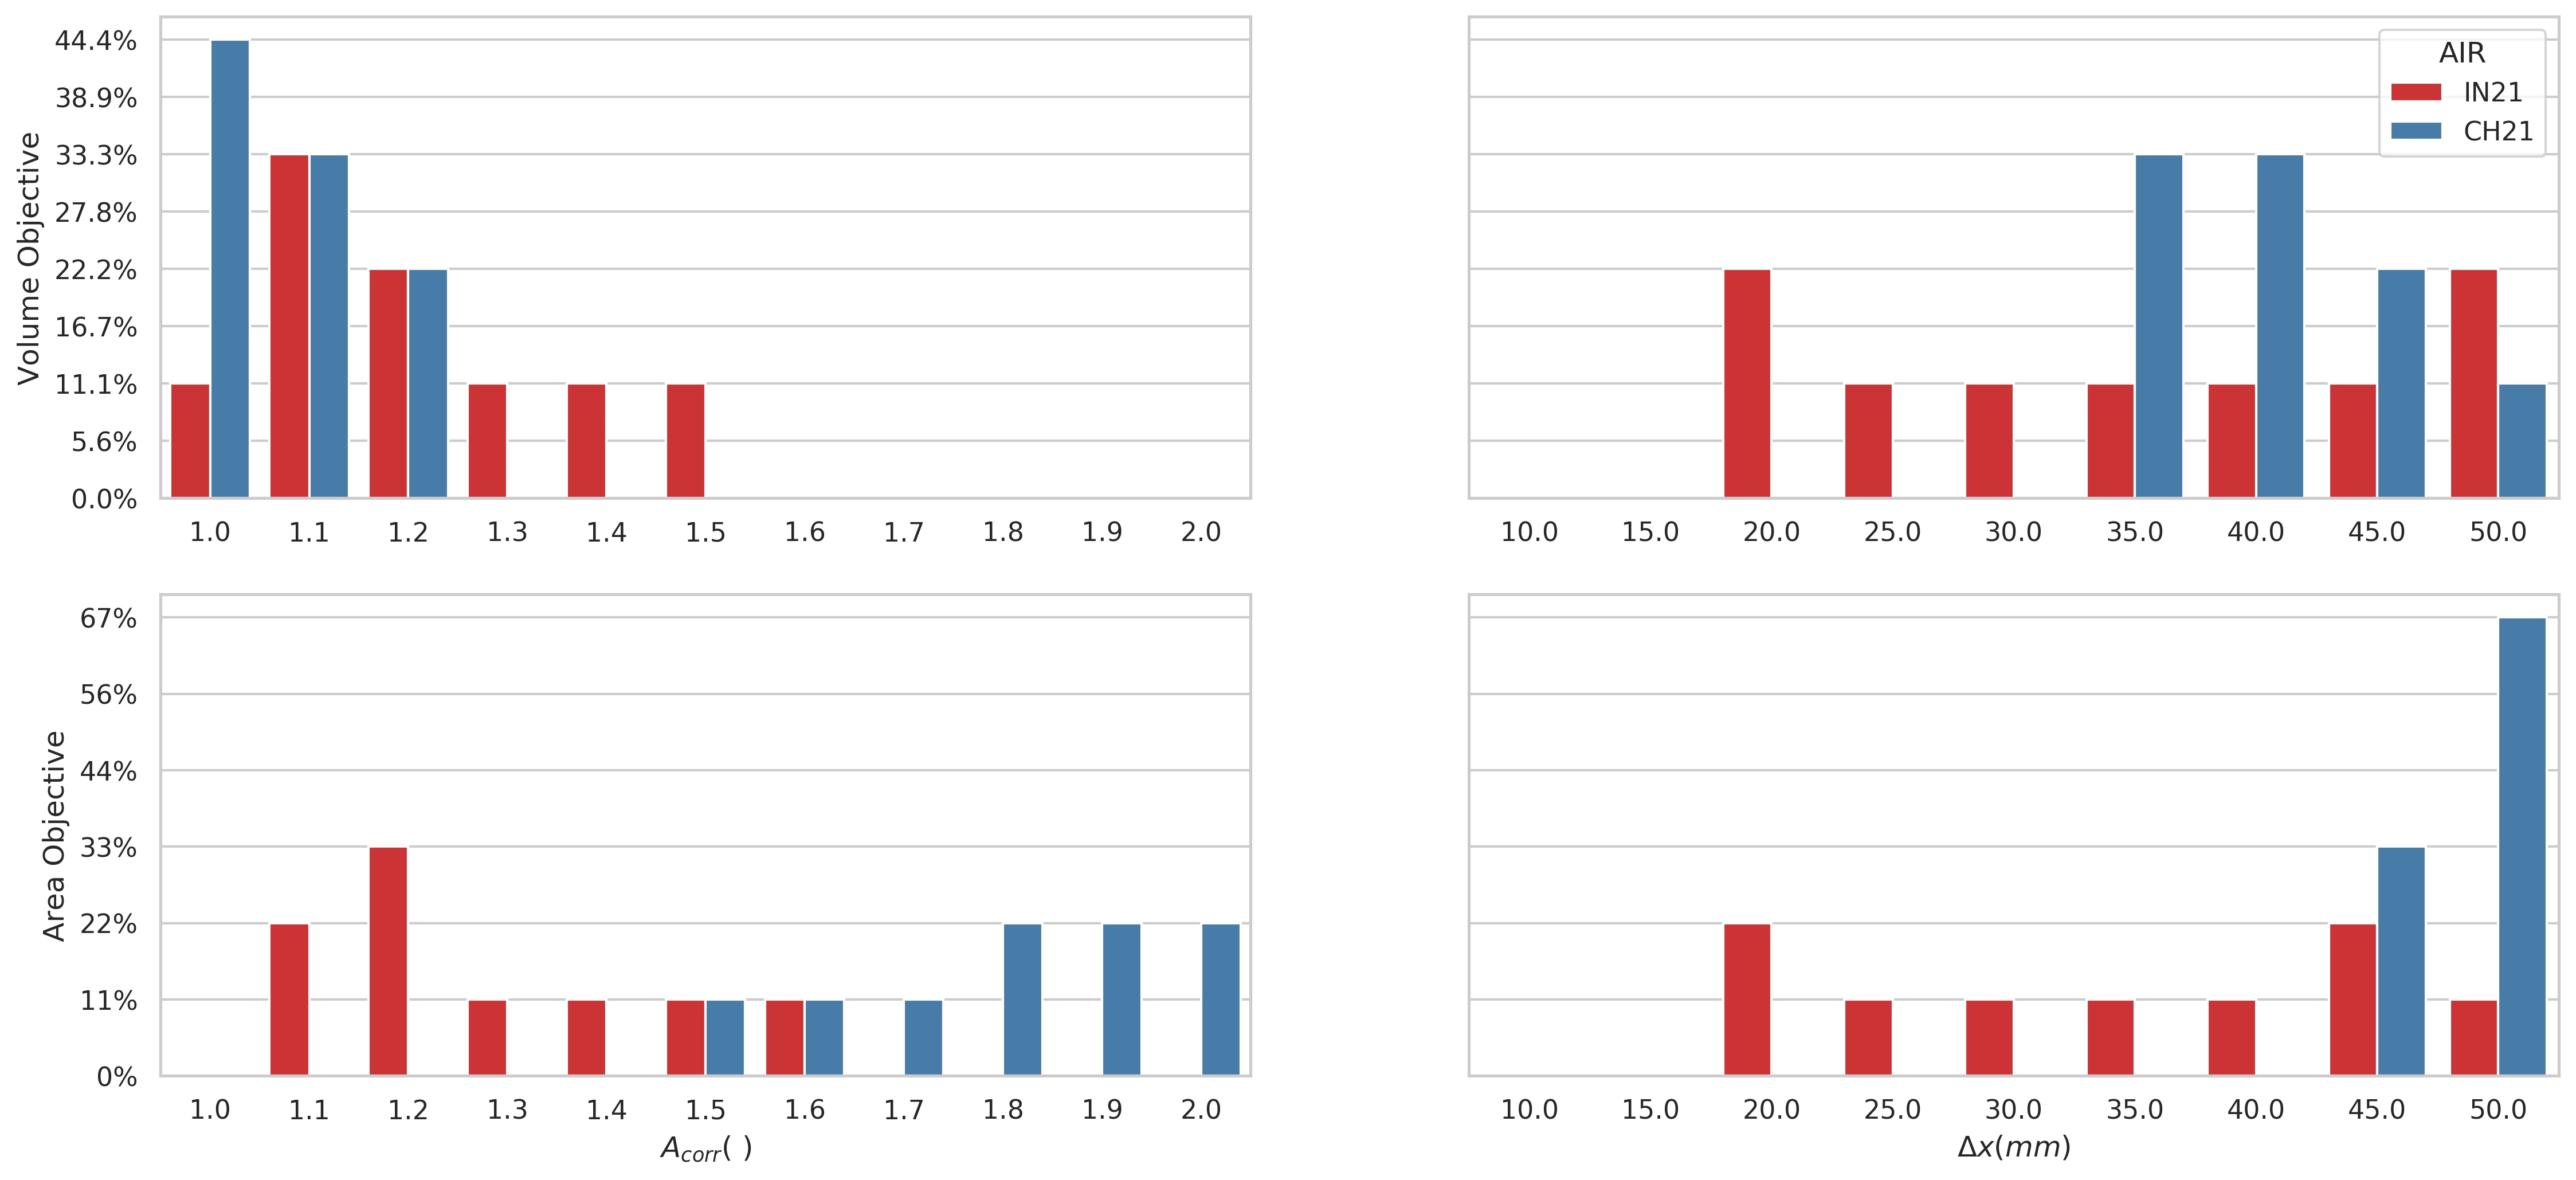 Volume Objective
44.4%
38.9%
33.3%
27.8%
22.2%
16.7%
11.1%
5.6%
0.0%
1.0 1.1 1.2 1.3 1.4 1.5 1.6 1.7 1.8 1.9 2.0
AIR
IN21
CH21
10.0 15.0 20.0 25.0 30.0 35.0 40.0 45.0 50.0
Area Objective
67%
56%
44%
33%
22%
11%
0%
1.0 1.1 1.2 1.3 1.4 1.5 1.6 1.7 1.8 1.9 2.0
A_corr( )
10.0 15.0 20.0 25.0 30.0 35.0 40.0 45.0 50.0
Δx(mm)